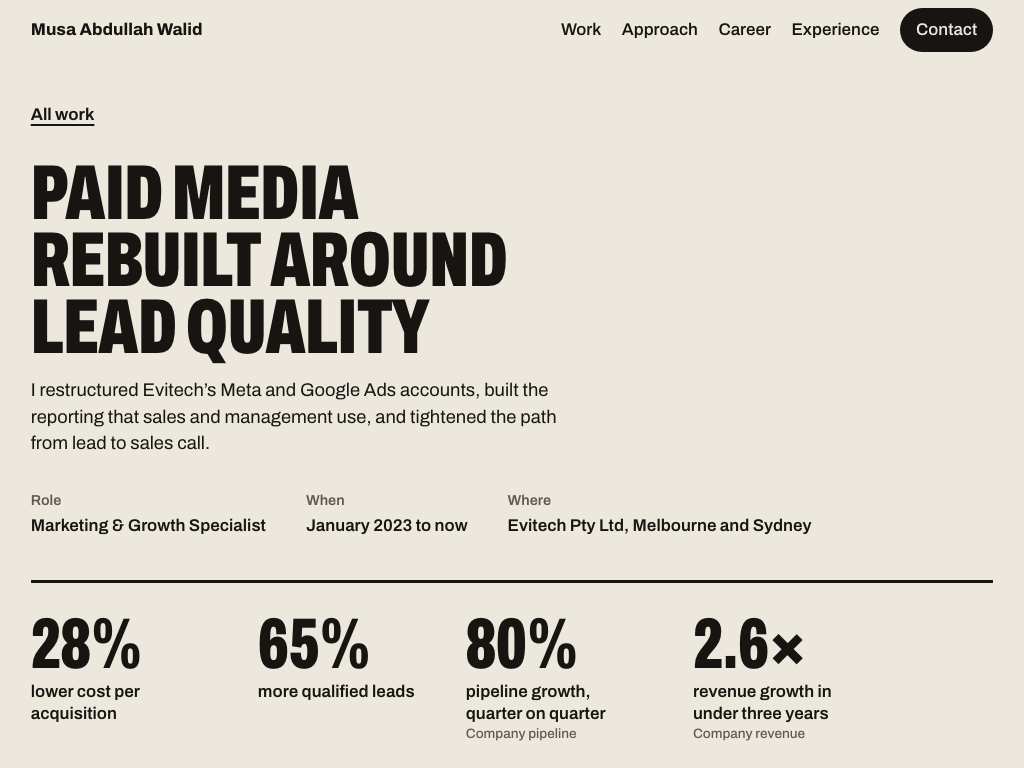 Musa Abdullah Walid
Work Approach Career Experience Contact
All work
PAID MEDIA
REBUILT AROUND
LEAD QUALITY
I restructured Evitech’s Meta and Google Ads accounts, built the
reporting that sales and management use, and tightened the path
from lead to sales call.
Role When Where
Marketing & Growth Specialist January 2023 to now Evitech Pty Ltd, Melbourne and Sydney
28%
lower cost per
acquisition
65%
more qualified leads
80%
pipeline growth,
quarter on quarter
Company pipeline
2.6×
revenue growth in
under three years
Company revenue